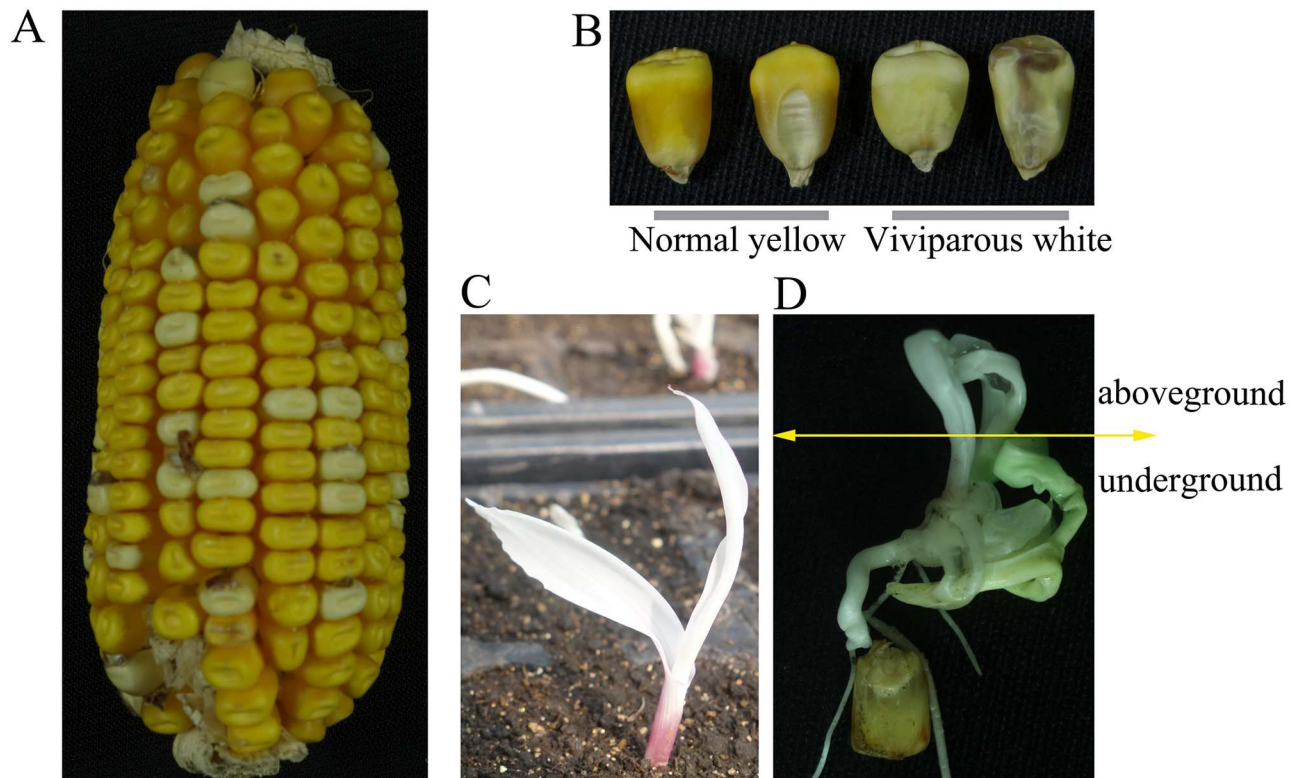 A
B
Normal yellow
Viviparous white
C
D
aboveground
underground